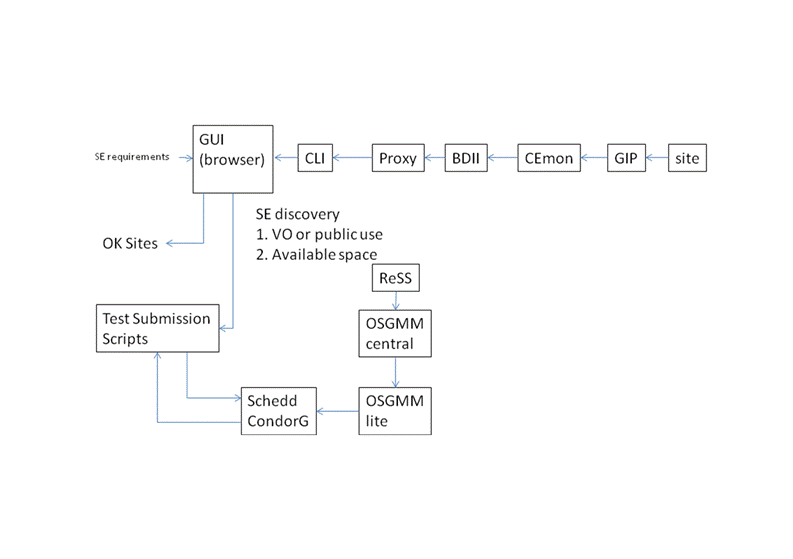 GUI
(browser)
SE requirements
CLI
Proxy
BDII
CEmon
GIP
site
SE discovery
1. VO or public use
2. Available space
OK Sites
ReSS
Test Submission
Scripts
OSGMM
central
Schedd
CondorG
OSGMM
lite